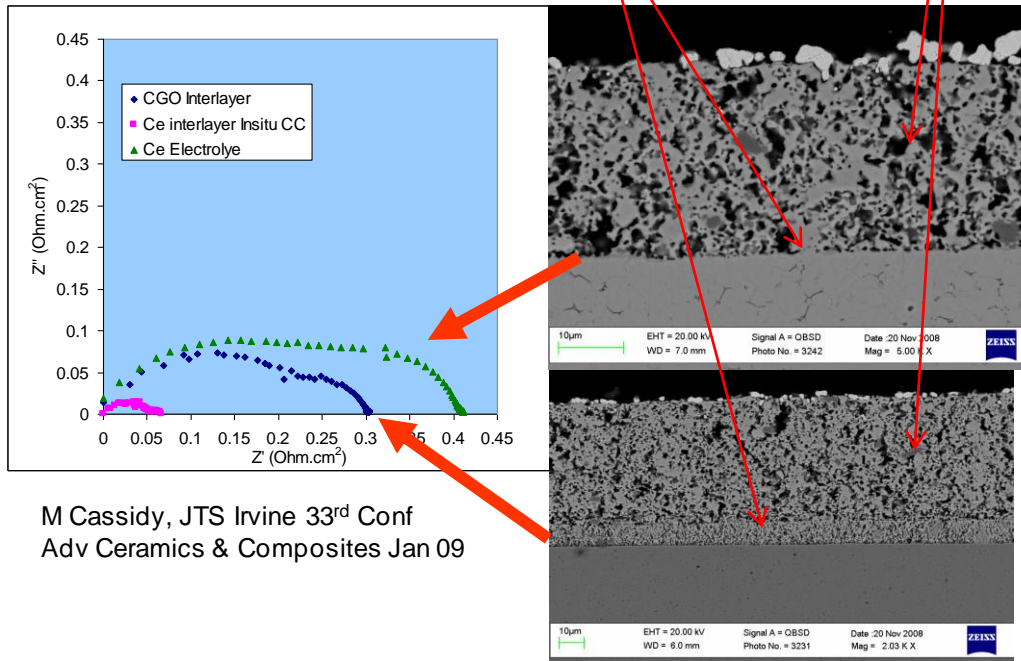 0.45
0.4
0.35
0.3
0.25
0.2
0.15
0.1
0.05
0
Z'' (Ohm.cm²)
CGO Interlayer
Ce interlayer Insitu CC
Ce Electrolye
0 0.05 0.1 0.15 0.2 0.25 0.3 0.35 0.4 0.45
Z' (Ohm.cm²)
M Cassidy, JTS Irvine 33rd Conf
Adv Ceramics & Composites Jan 09
10µm
EHT = 20.00 kV Signal A = QBSD Date :20 Nov 2008
WD = 7.0 mm Photo No. = 3242 Mag = 5.00 K X
ZEISS
10µm
EHT = 20.00 kV Signal A = QBSD Date :20 Nov 2008
WD = 6.0 mm Photo No. = 3231 Mag = 2.03 K X
ZEISS